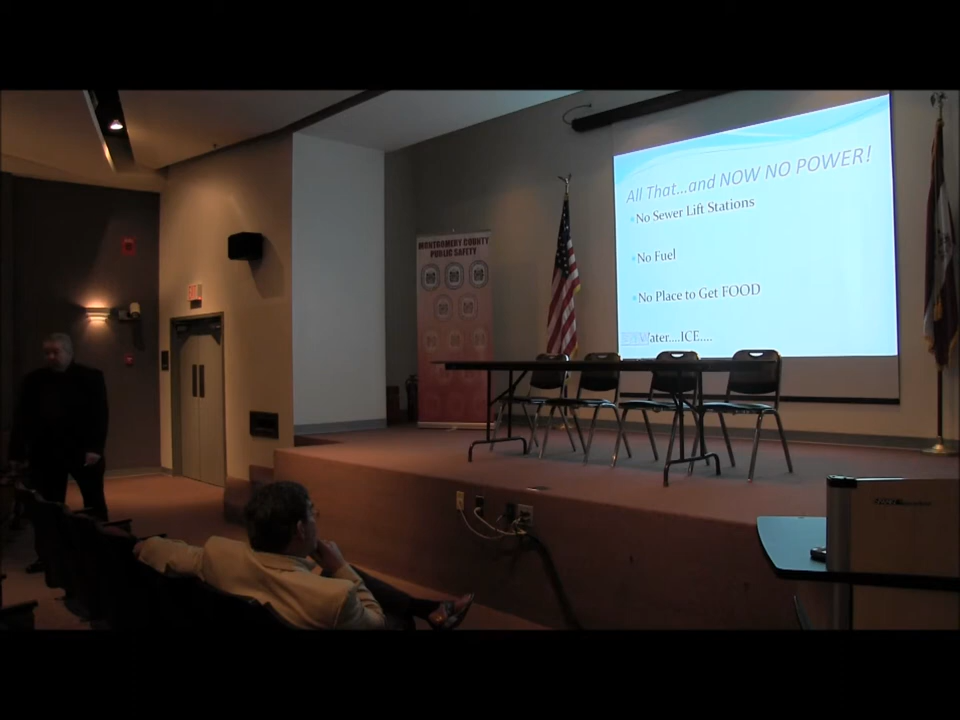 All That...and NOW NO POWER!
No Sewer Lift Stations
No Fuel
No Place to Get FOOD
Water....ICE....
MONTGOMERY COUNTY
PUBLIC SAFETY